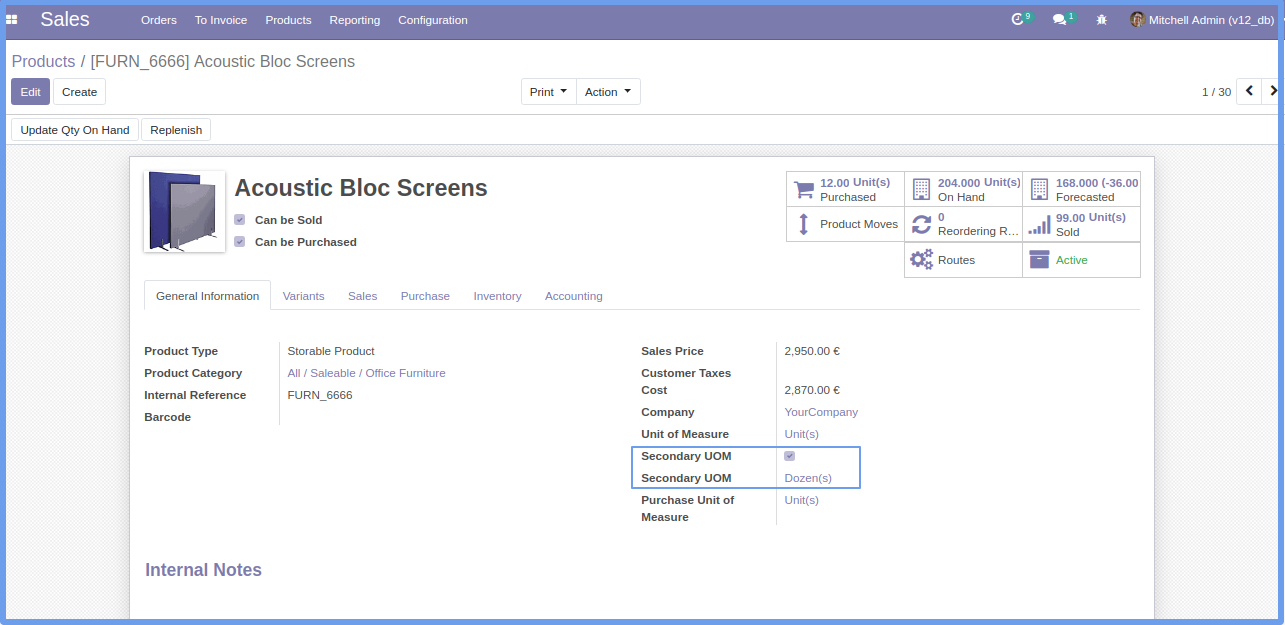 Sales Orders To Invoice Products Reporting Configuration 9 1 Mitchell Admin (v12_db)
Products / [FURN_6666] Acoustic Bloc Screens
Edit Create Print Action 1 / 30
Update Qty On Hand Replenish
Acoustic Bloc Screens
Can be Sold
Can be Purchased
12.00 Unit(s)
Purchased
204.000 Unit(s)
On Hand
168.000 (-36.00
Forecasted
Product Moves
0
Reordering R...
99.00 Unit(s)
Sold
Routes
Active
General Information Variants Sales Purchase Inventory Accounting
Product Type Storable Product
Product Category All / Saleable / Office Furniture
Internal Reference FURN_6666
Barcode
Sales Price 2,950.00 €
Customer Taxes
Cost 2,870.00 €
Company YourCompany
Unit of Measure Unit(s)
Secondary UOM
Secondary UOM Dozen(s)
Purchase Unit of Unit(s)
Measure
Internal Notes